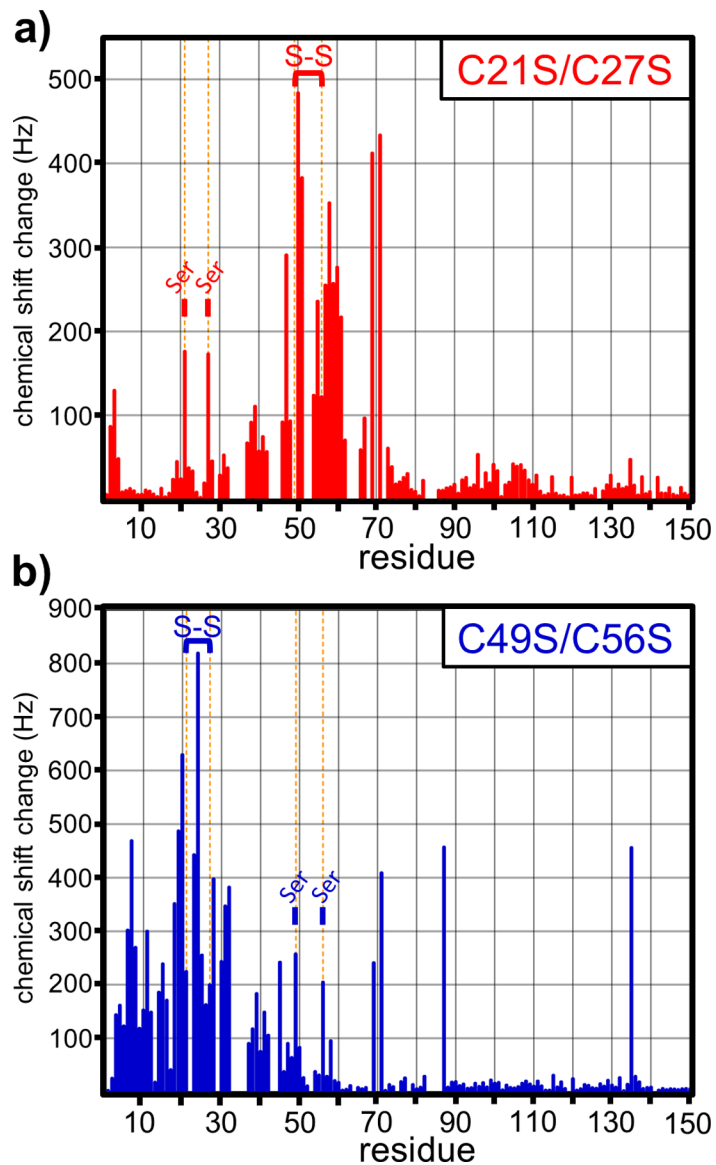 a)
C21S/C27S
S-S
Ser Ser
500
400
300
200
100
chemical shift change (Hz)
10 30 50 70 90 110 130 150
residue
b)
C49S/C56S
S-S
Ser Ser
900
800
700
600
500
400
300
200
100
chemical shift change (Hz)
10 30 50 70 90 110 130 150
residue